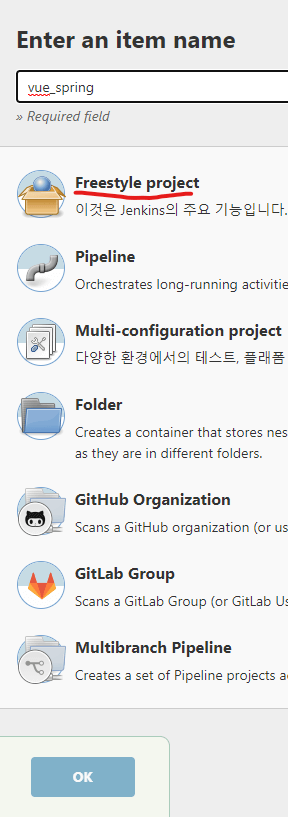 Enter an item name
vue_spring
» Required field
Freestyle project
이것은 Jenkins의 주요 기능입니다.
Pipeline
Orchestrates long-running activitie
Multi-configuration project
다양한 환경에서의 테스트, 플래폼
Folder
Creates a container that stores nes
as they are in different folders.
GitHub Organization
Scans a GitHub organization (or us
GitLab Group
Scans a GitLab Group (or GitLab Us
Multibranch Pipeline
Creates a set of Pipeline projects a
OK